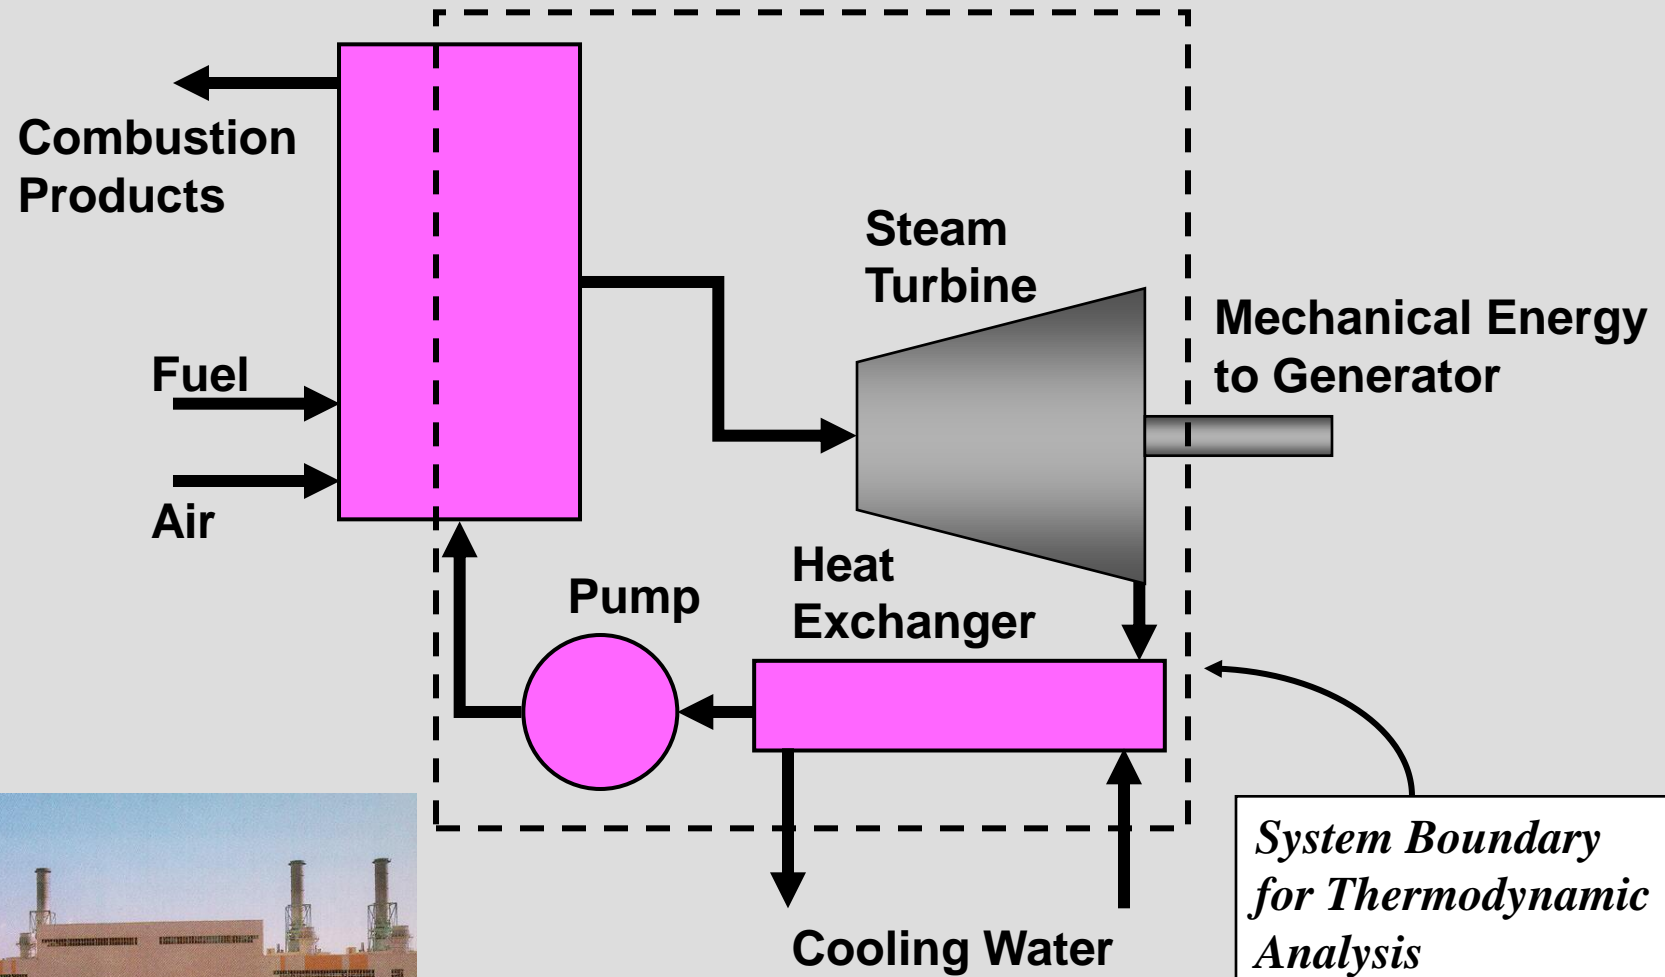 Combustion
Products
Steam
Turbine
Mechanical Energy
to Generator
Fuel
Air
Heat
Exchanger
Pump
System Boundary
for Thermodynamic
Analysis
Cooling Water